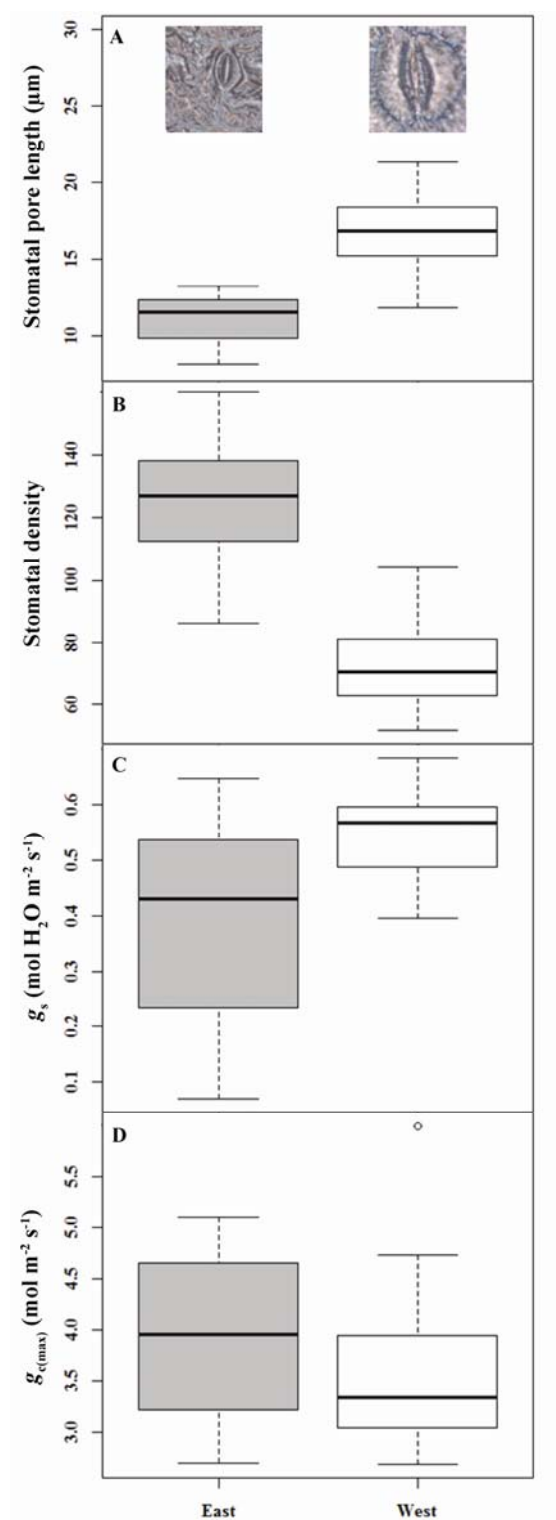 A
Stomatal pore length (μm)
30
25
20
15
10
B
Stomatal density
140
120
100
80
60
C
gs (mol H2O m-2 s-1)
0.6
0.5
0.4
0.3
0.2
0.1
D
gc(max) (mol m-2 s-1)
5.5
5.0
4.5
4.0
3.5
3.0
East West